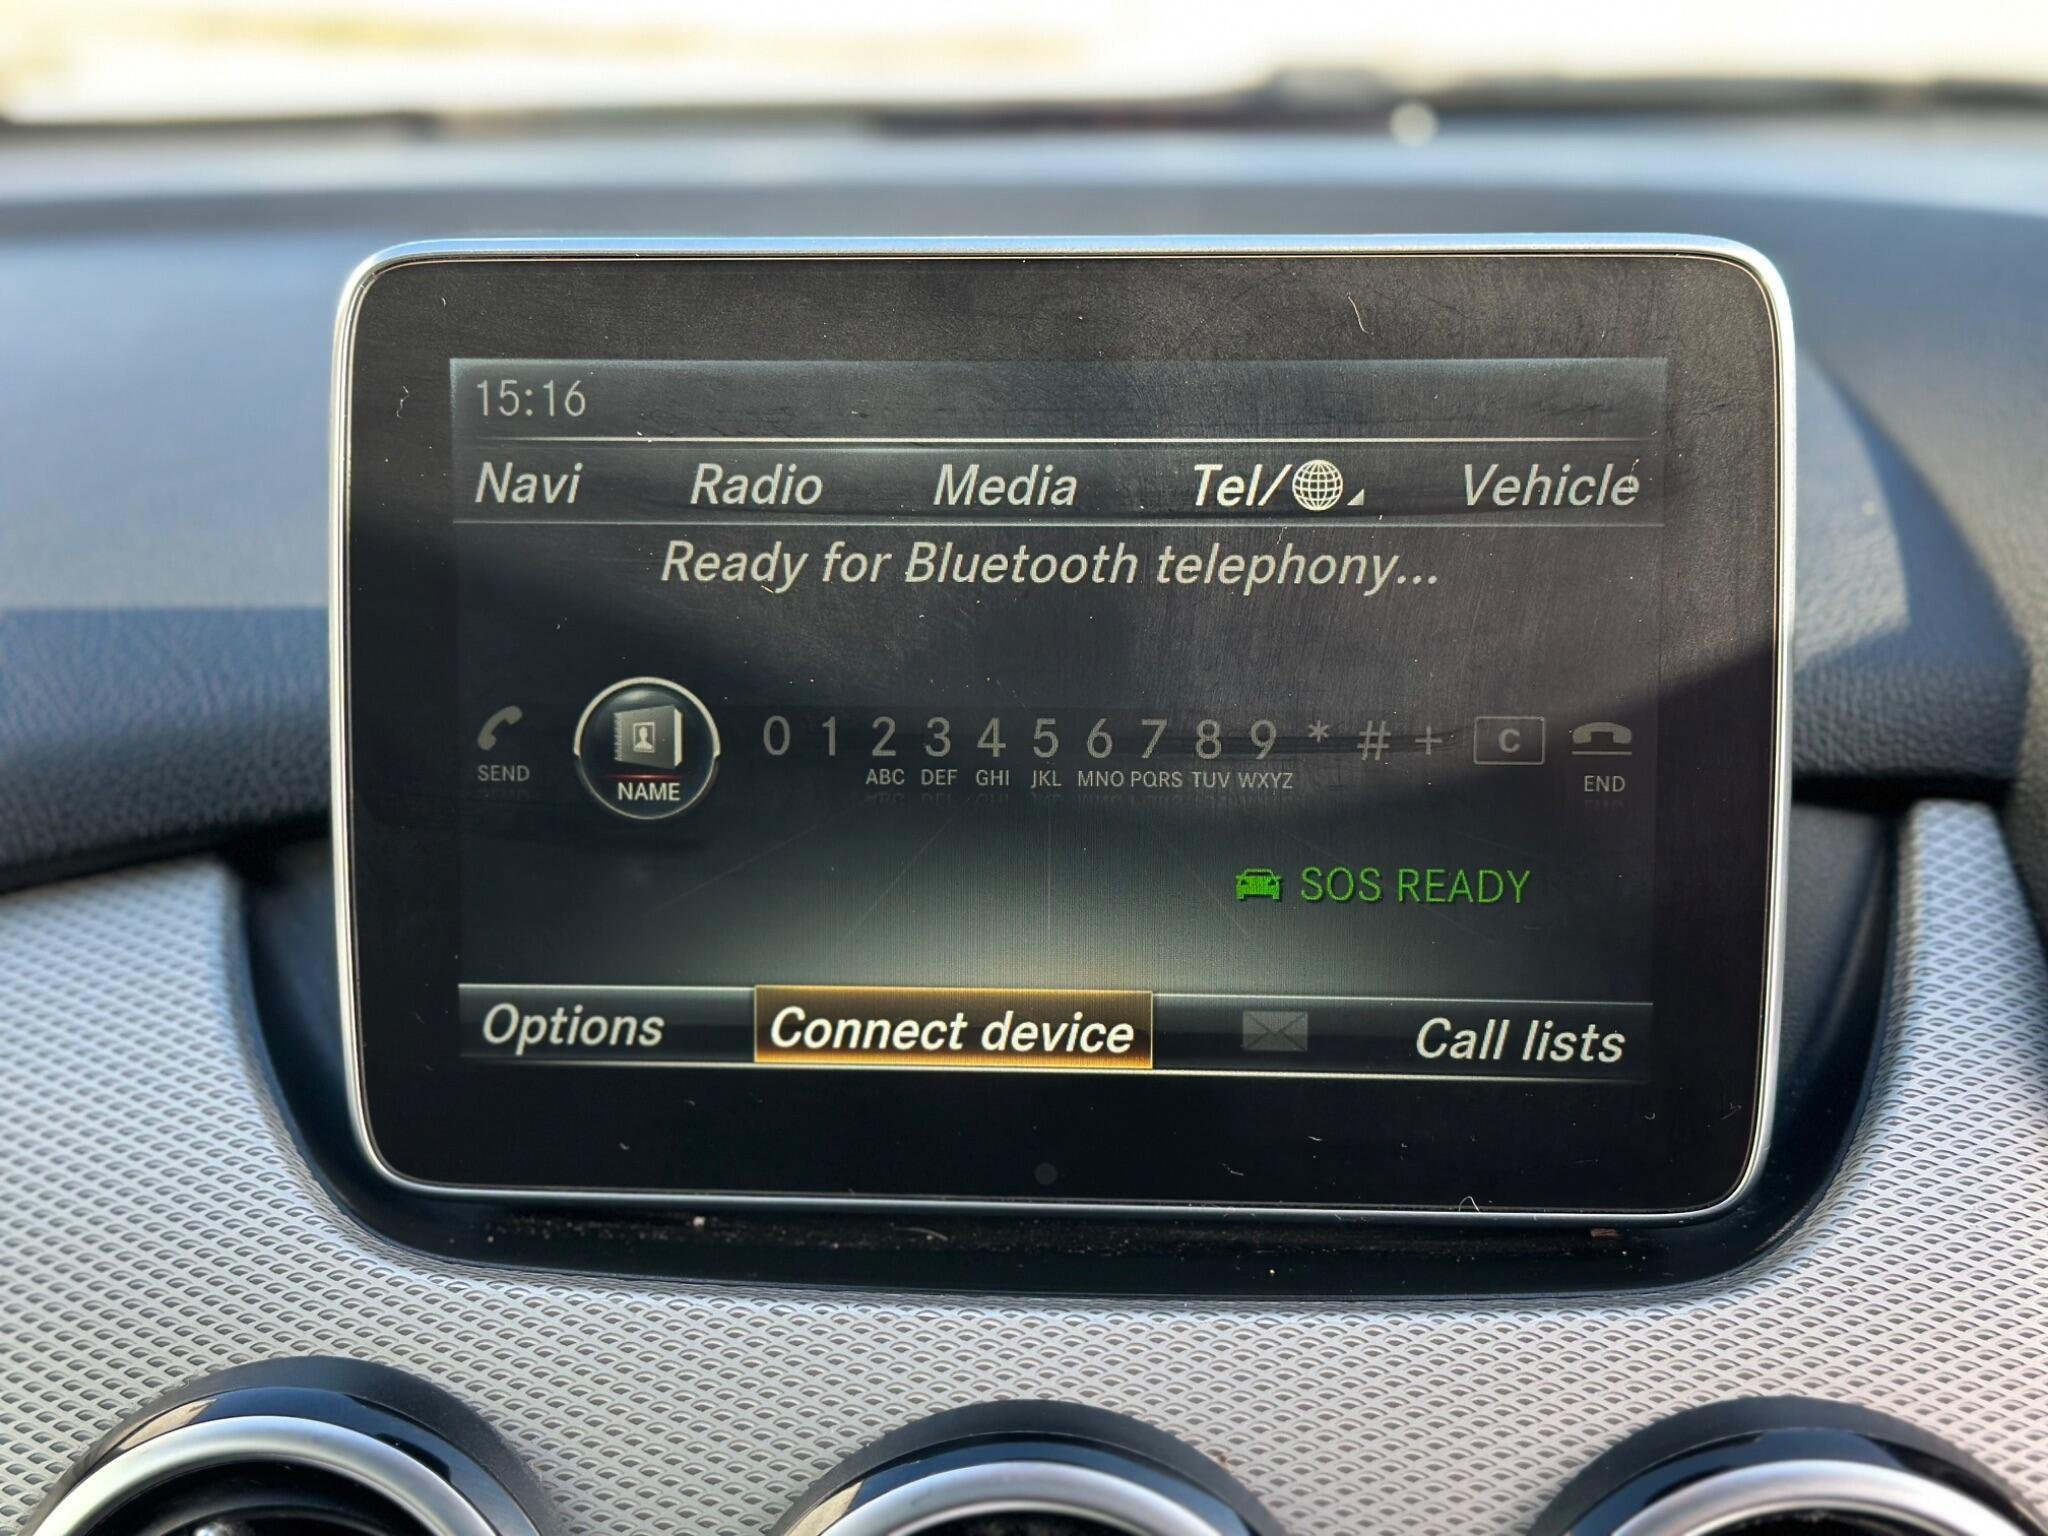 15:16
Navi Radio Media Tel/ Vehicle
Ready for Bluetooth telephony...
0 1 2 3 4 5 6 7 8 9 * # + C
SEND NAME ABC DEF GHI JKL MNO PQRS TUV WXYZ END
SOS READY
Options Connect device Call lists